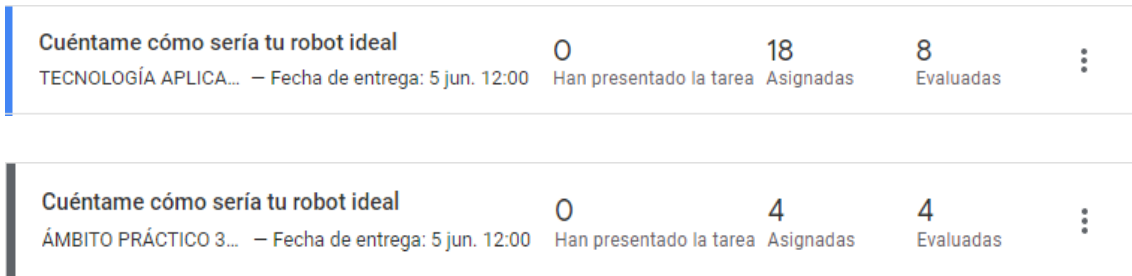 Cuéntame cómo sería tu robot ideal
TECNOLOGÍA APLICA... — Fecha de entrega: 5 jun. 12:00
0 18 8
Han presentado la tarea Asignadas Evaluadas
Cuéntame cómo sería tu robot ideal
ÁMBITO PRÁCTICO 3... — Fecha de entrega: 5 jun. 12:00
0 4 4
Han presentado la tarea Asignadas Evaluadas